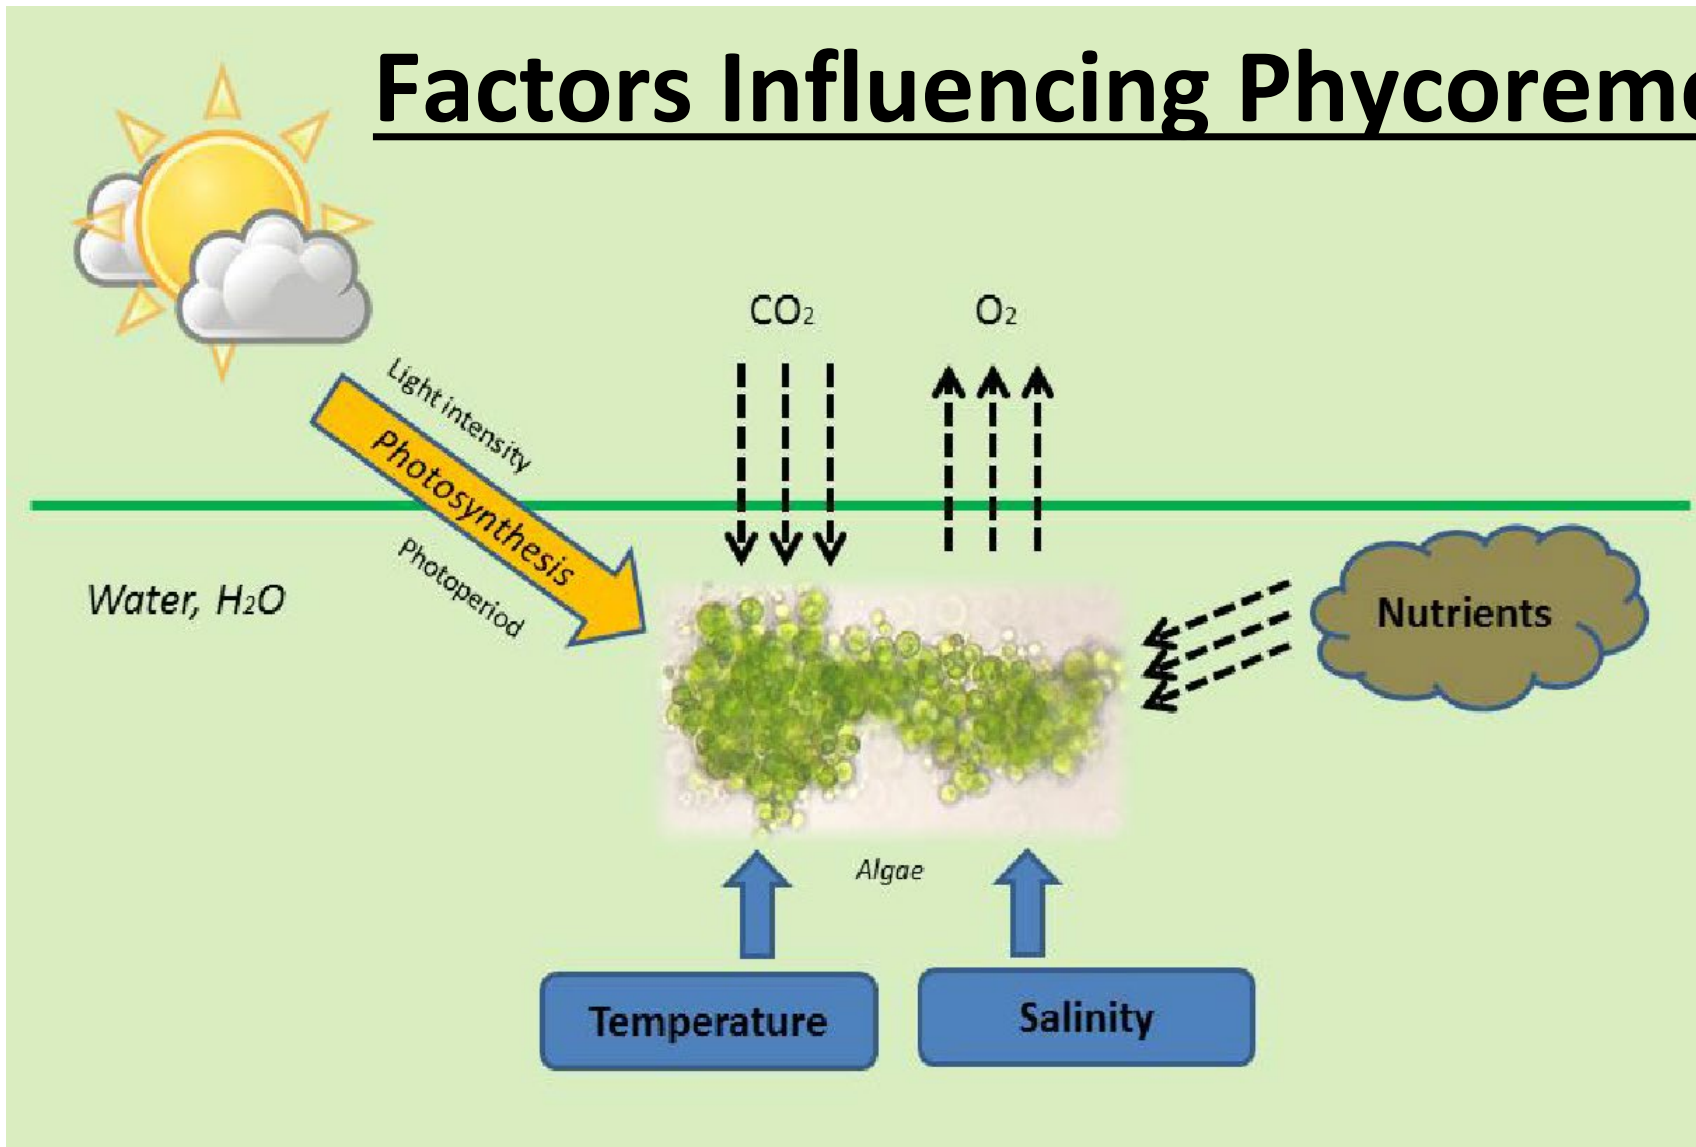 Factors Influencing Phycoreme
CO₂
O₂
Light intensity
Photosynthesis
Photoperiod
Water, H₂O
Nutrients
Algae
Temperature
Salinity